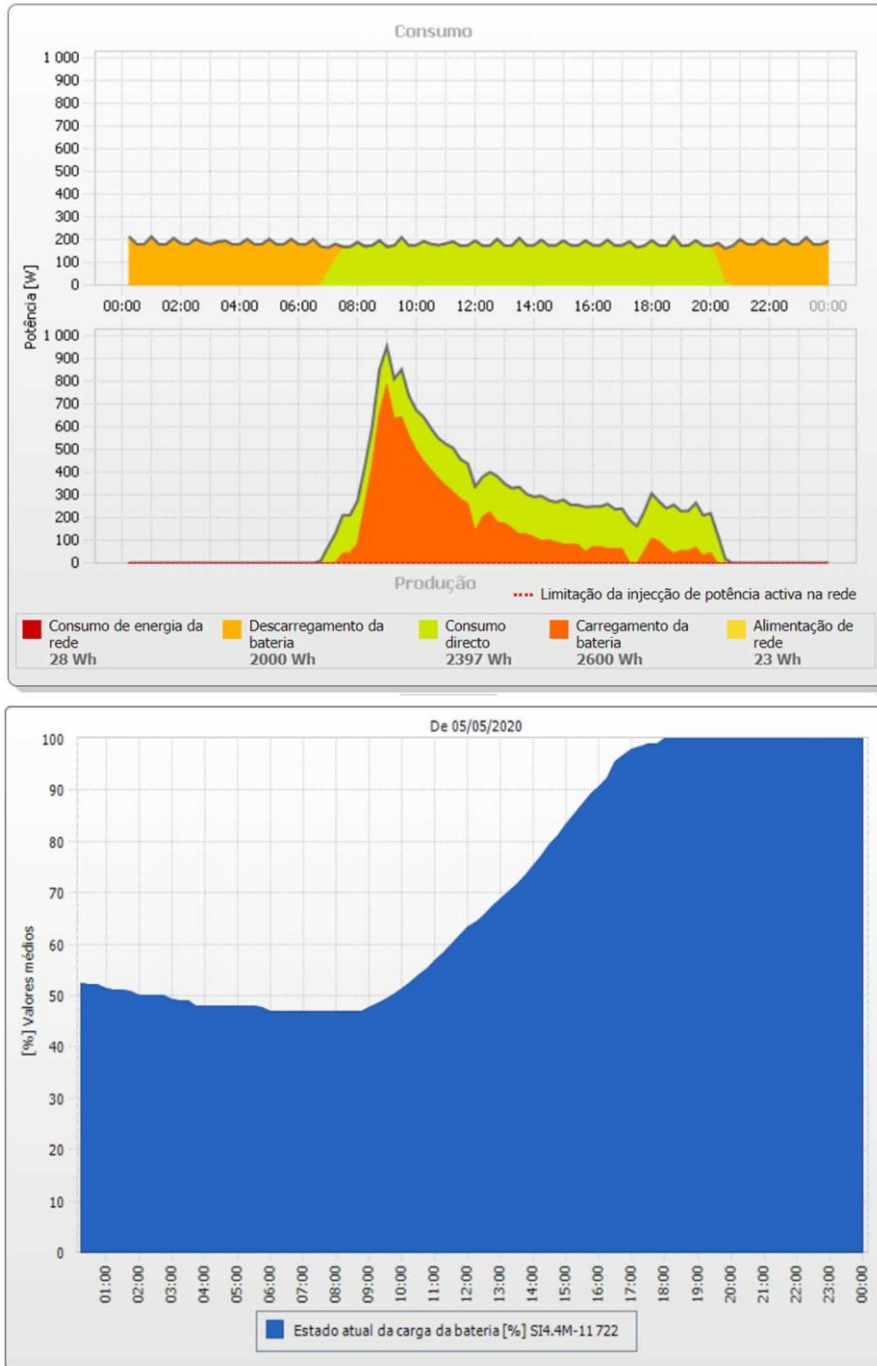 Consumo
1 000
900
800
700
600
500
400
300
200
100
0
00:00 02:00 04:00 06:00 08:00 10:00 12:00 14:00 16:00 18:00 20:00 22:00 00:00
Potência [W]
1 000
900
800
700
600
500
400
300
200
100
0
Produção
Limitação da injecção de potência activa na rede
Consumo de energia da rede
28 Wh
Descarregamento da bateria
2000 Wh
Consumo directo
2397 Wh
Carregamento da bateria
2600 Wh
Alimentação de rede
23 Wh
De 05/05/2020
[%] Valores médios
100
90
80
70
60
50
40
30
20
10
0
01:00 02:00 03:00 04:00 05:00 06:00 07:00 08:00 09:00 10:00 11:00 12:00 13:00 14:00 15:00 16:00 17:00 18:00 19:00 20:00 21:00 22:00 23:00 00:00
Estado atual da carga da bateria [%] SI4.4M-11 722